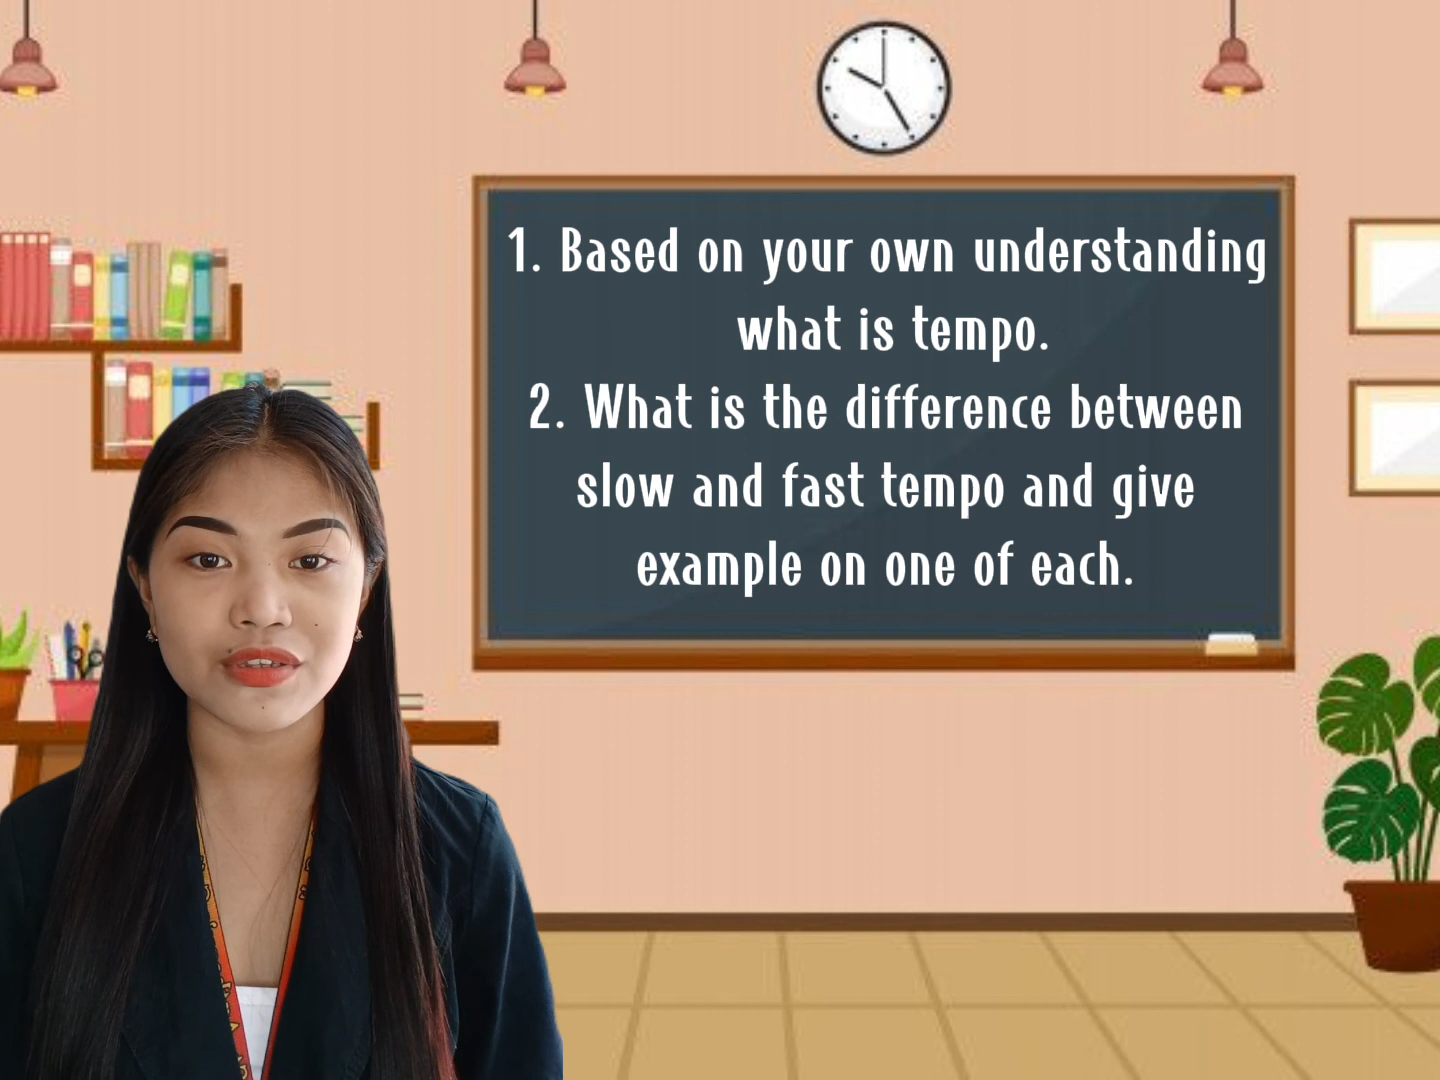 1. Based on your own understanding
what is tempo.
2. What is the difference between
slow and fast tempo and give
example on one of each.